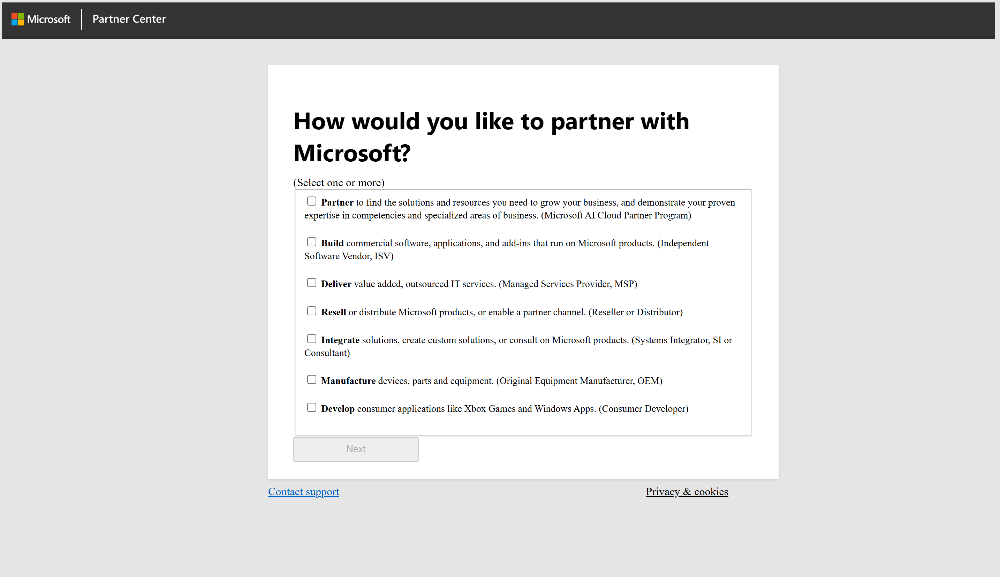 Microsoft
Partner Center
How would you like to partner with
Microsoft?
(Select one or more)
Partner to find the solutions and resources you need to grow your business, and demonstrate your proven
expertise in competencies and specialized areas of business. (Microsoft AI Cloud Partner Program)
Build commercial software, applications, and add-ins that run on Microsoft products. (Independent
Software Vendor, ISV)
Deliver value added, outsourced IT services. (Managed Services Provider, MSP)
Resell or distribute Microsoft products, or enable a partner channel. (Reseller or Distributor)
Integrate solutions, create custom solutions, or consult on Microsoft products. (Systems Integrator, SI or
Consultant)
Manufacture devices, parts and equipment. (Original Equipment Manufacturer, OEM)
Develop consumer applications like Xbox Games and Windows Apps. (Consumer Developer)
Next
Contact support
Privacy & cookies